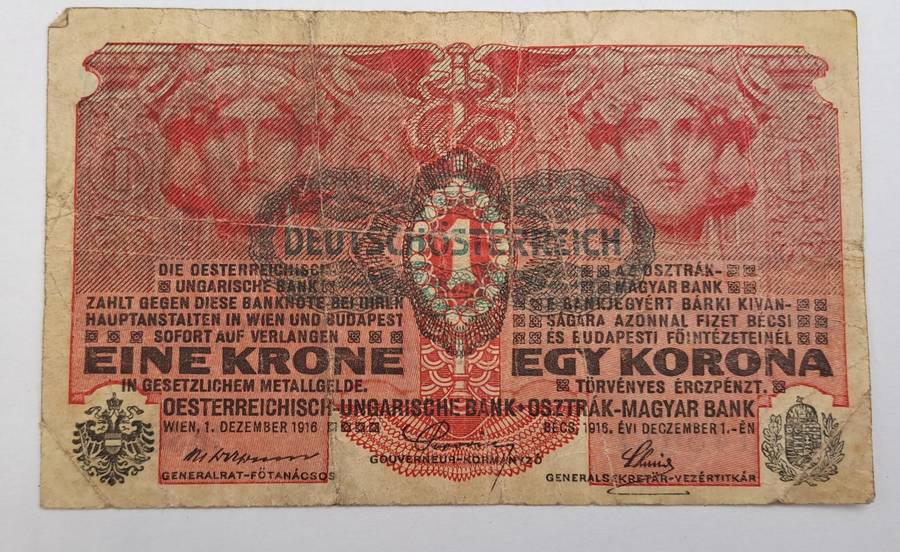 DEUTSCHÖSTERREICH
1
DIE OESTERREICHISCH-
UNGARISCHE BANK
ZAHLT GEGEN DIESE BANKNOTE BEI IHREN
HAUPTANSTALTEN IN WIEN UND BUDAPEST
SOFORT AUF VERLANGEN
EINE KRONE
IN GESETZLICHEM METALLGELDE.
AZ OSZTRÁK-
MAGYAR BANK
E BANKJEGYÉRT BÁRKI KIVÁN-
SÁGÁRA AZONNAL FIZET BÉCSI
ÉS BUDAPESTI FŐINTÉZETEINÉL
EGY KORONA
TÖRVÉNYES ÉRCZPÉNZT.
OESTERREICHISCH-UNGARISCHE BANK • OSZTRÁK-MAGYAR BANK
WIEN, 1. DEZEMBER 1916
BÉCS, 1916. ÉVI DECZEMBER 1.-ÉN
GENERALRAT-FŐTANÁCSOS
GOUVERNEUR-KORMÁNYZÓ
GENERALSEKRETÄR-VEZÉRTITKÁR